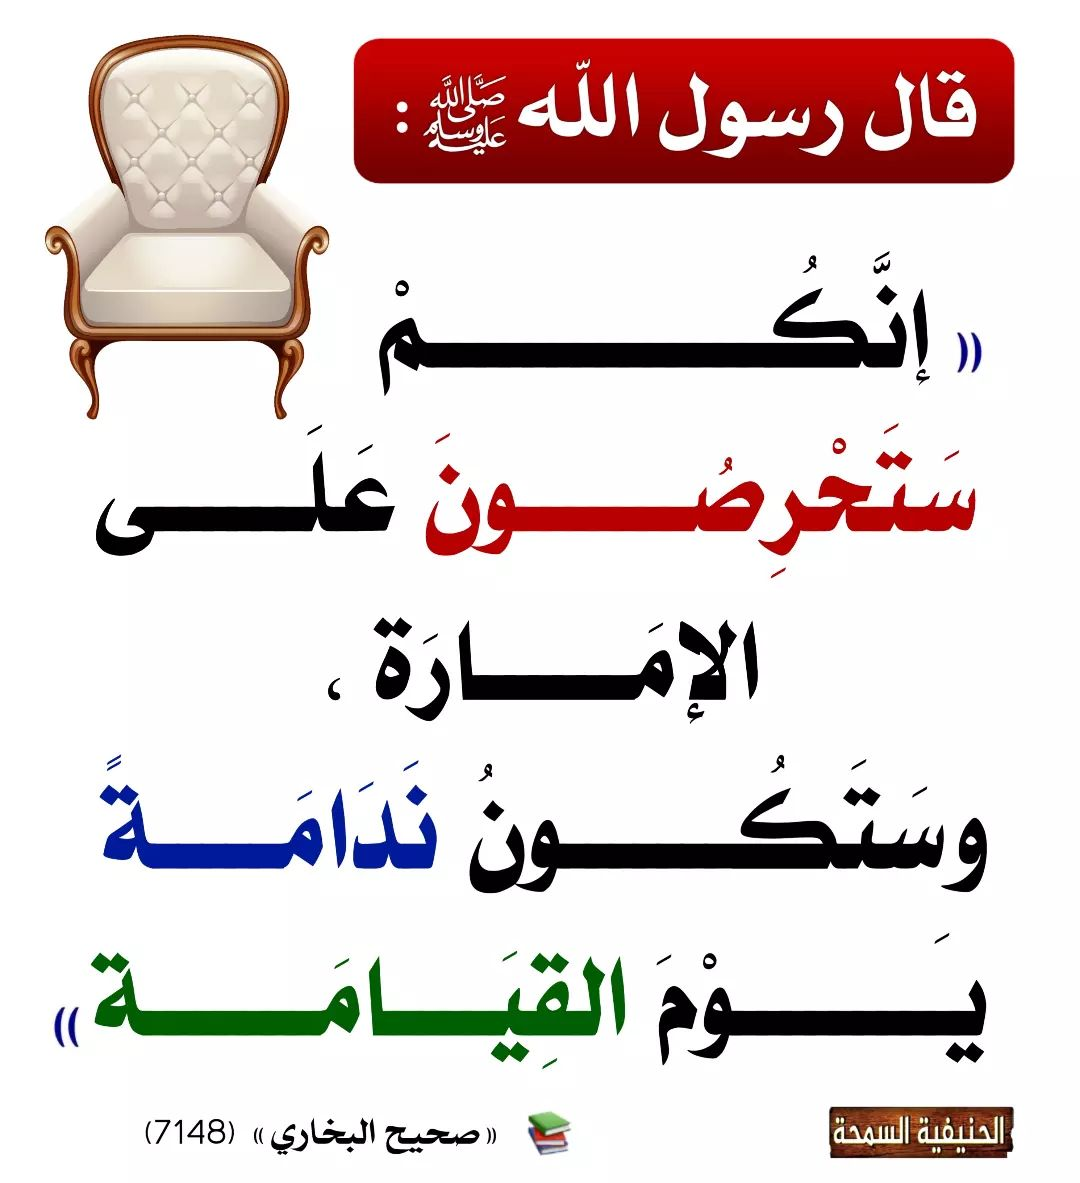 قال رسول الله ﷺ :
(( إنَّكُمْ
سَتَحْرِصُونَ عَلَى
الإمَارَة ،
وسَتَكُونُ نَدَامَةً
يَوْمَ القِيَامَة ))
« صحيح البخاري » (7148)
الحنيفية السمحة